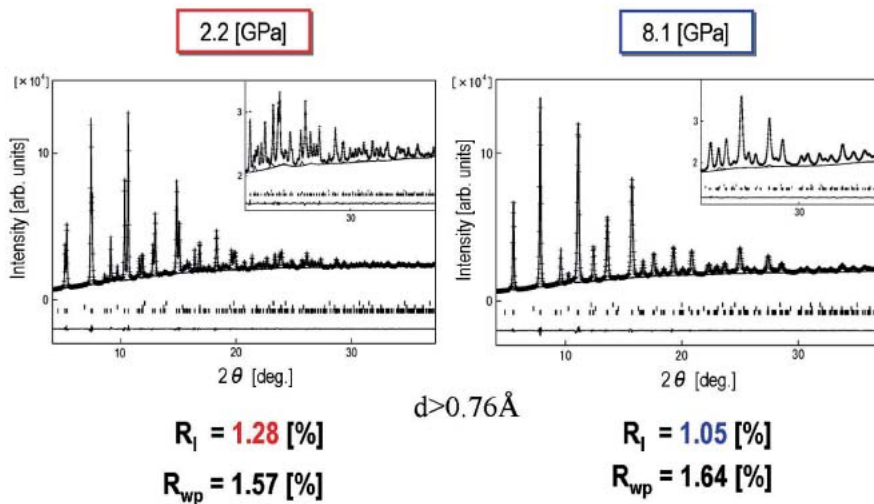 2.2 [GPa]
8.1 [GPa]
[×10⁴]
Intensity [arb. units]
10
0
3
2
30
10
20
30
2θ [deg.]
[×10⁴]
Intensity [arb. units]
10
0
3
2
30
10
20
30
2θ [deg.]
d>0.76Å
R_I = 1.28 [%]
R_wp = 1.57 [%]
R_I = 1.05 [%]
R_wp = 1.64 [%]